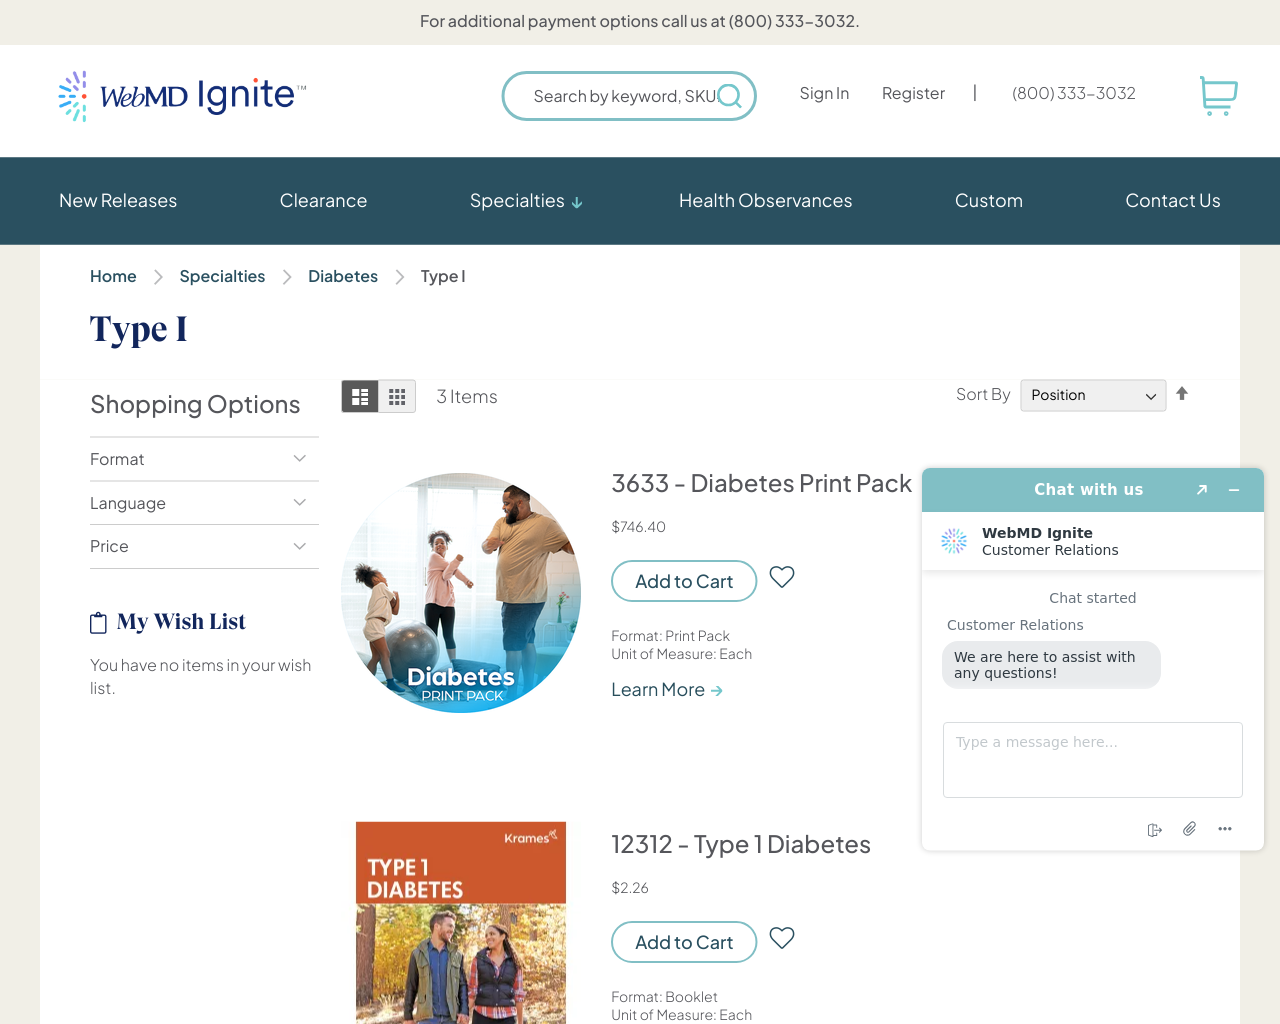 For additional payment options call us at (800) 333-3032.
WebMD Ignite™
Search by keyword, SKU
Sign In
Register
|
(800) 333-3032
New Releases
Clearance
Specialties
Health Observances
Custom
Contact Us
Home
Specialties
Diabetes
Type I
Type I
Shopping Options
3 Items
Sort By
Position
Format
Language
Price
My Wish List
You have no items in your wish
list.
Diabetes
PRINT PACK
3633 - Diabetes Print Pack
$746.40
Add to Cart
Format: Print Pack
Unit of Measure: Each
Learn More
Krames
TYPE 1
DIABETES
12312 - Type 1 Diabetes
$2.26
Add to Cart
Format: Booklet
Unit of Measure: Each
Chat with us
WebMD Ignite
Customer Relations
Chat started
Customer Relations
We are here to assist with
any questions!
Type a message here...